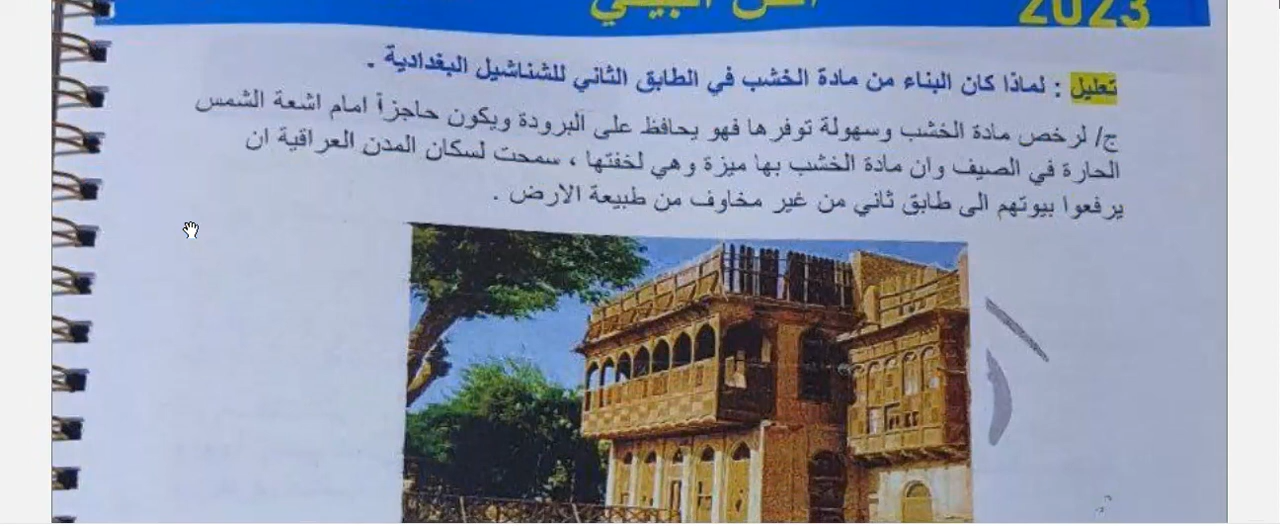 2023
تعليل : لماذا كان البناء من مادة الخشب في الطابق الثاني للشناشيل البغدادية .
ج/ لرخص مادة الخشب وسهولة توفرها فهو يحافظ على البرودة ويكون حاجزاً امام اشعة الشمس
الحارة في الصيف وان مادة الخشب بها ميزة وهي لخفتها ، سمحت لسكان المدن العراقية ان
يرفعوا بيوتهم الى طابق ثاني من غير مخاوف من طبيعة الارض .